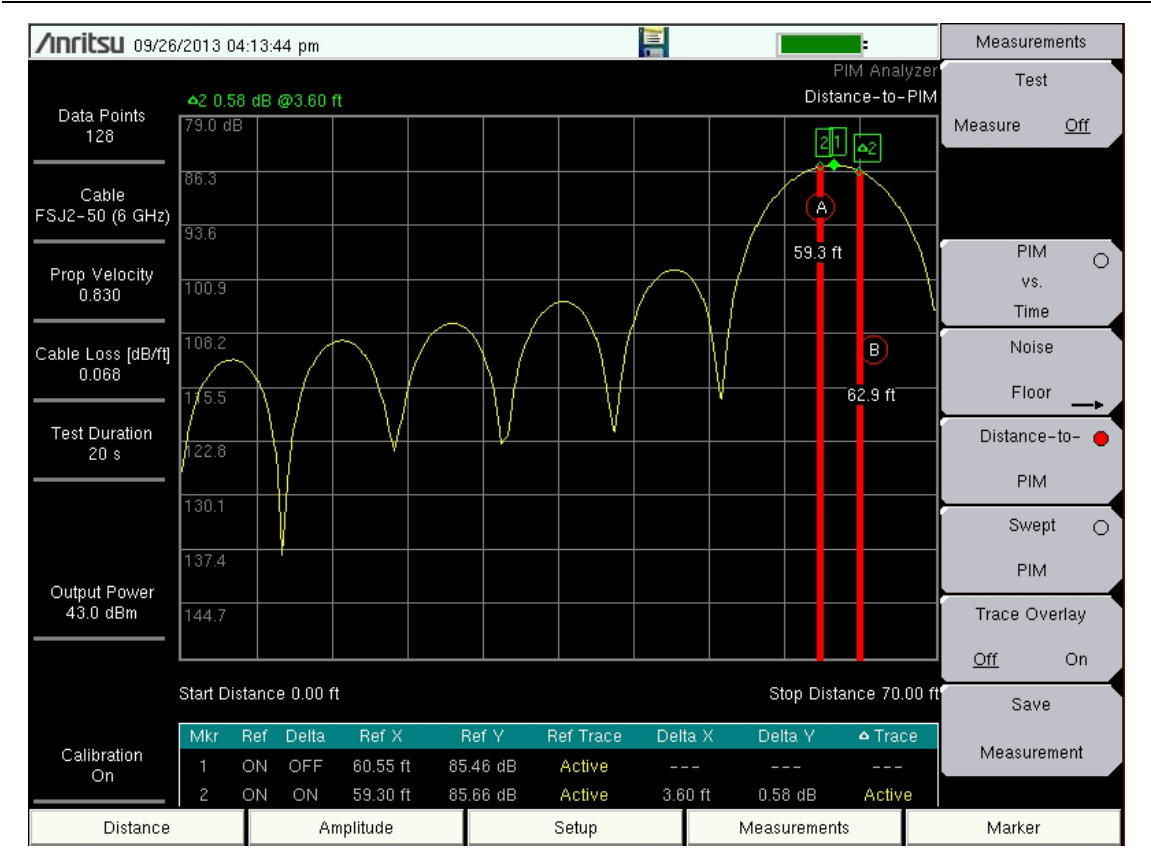 Anritsu 09/26/2013 04:13:44 pm
Measurements
PIM Analyzer
Distance-to-PIM
▵2 0.58 dB @3.60 ft
Data Points
128
Cable
FSJ2-50 (6 GHz)
Prop Velocity
0.830
Cable Loss [dB/ft]
0.068
Test Duration
20 s
Output Power
43.0 dBm
Calibration
On
79.0 dB
86.3
93.6
100.9
108.2
115.5
122.8
130.1
137.4
144.7
2 1 ▵2
A
59.3 ft
B
62.9 ft
Start Distance 0.00 ft Stop Distance 70.00 ft
Mkr Ref Delta Ref X Ref Y Ref Trace Delta X Delta Y ▵ Trace
1 ON OFF 60.55 ft 85.46 dB Active --- --- ---
2 ON ON 59.30 ft 85.66 dB Active 3.60 ft 0.58 dB Active
Test
Measure Off
PIM
vs.
Time
Noise
Floor
Distance-to-
PIM
Swept
PIM
Trace Overlay
Off On
Save
Measurement
Distance Amplitude Setup Measurements Marker